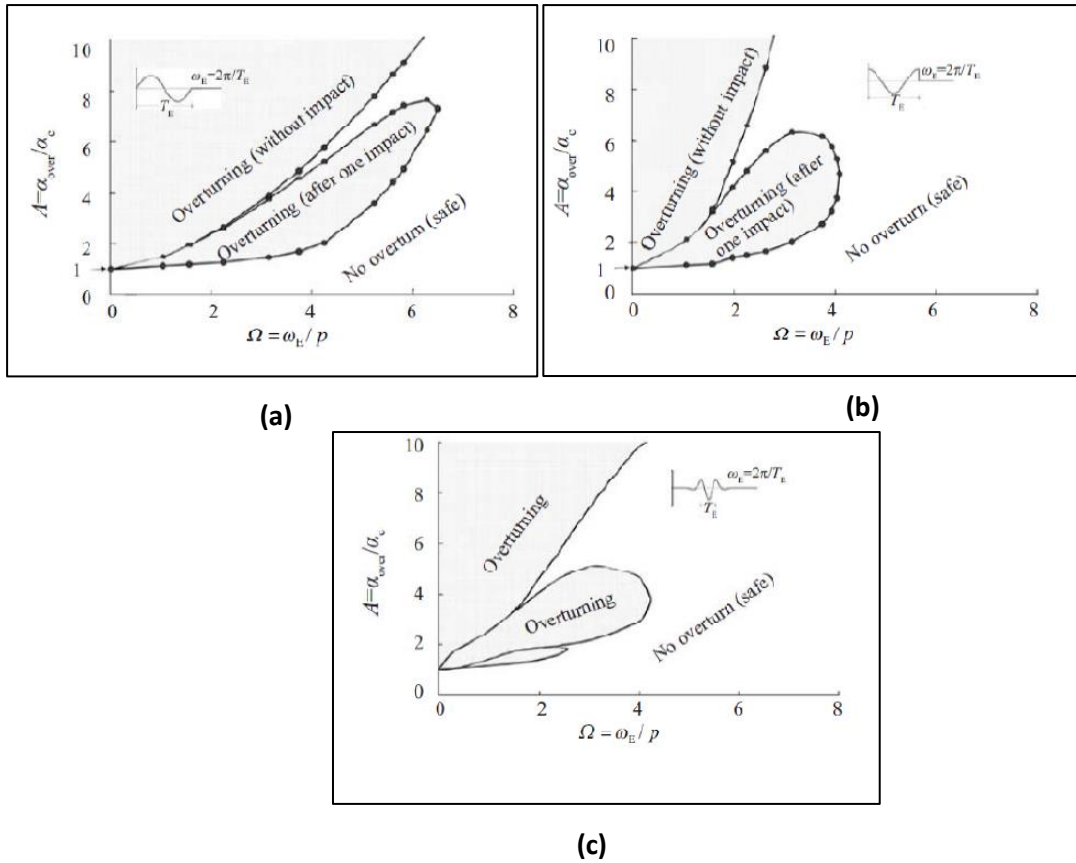 10
8
6
4
2
1
0
A=α_over/α_c
ω_E=2π/T_E
T_E
Overturning (without impact)
Overturning (after one impact)
No overturn (safe)
0 2 4 6 8
Ω = ω_E / p
(a)
10
8
6
4
2
1
0
A=α_over/α_c
ω_E=2π/T_E
T_E
Overturning (without impact)
Overturning (after
one impact)
No overturn (safe)
0 2 4 6 8
Ω = ω_E / p
(b)
10
8
6
4
2
0
A=α_over/α_c
ω_E=2π/T_E
T_E
Overturning
Overturning
No overturn (safe)
0 2 4 6 8
Ω = ω_E / p
(c)